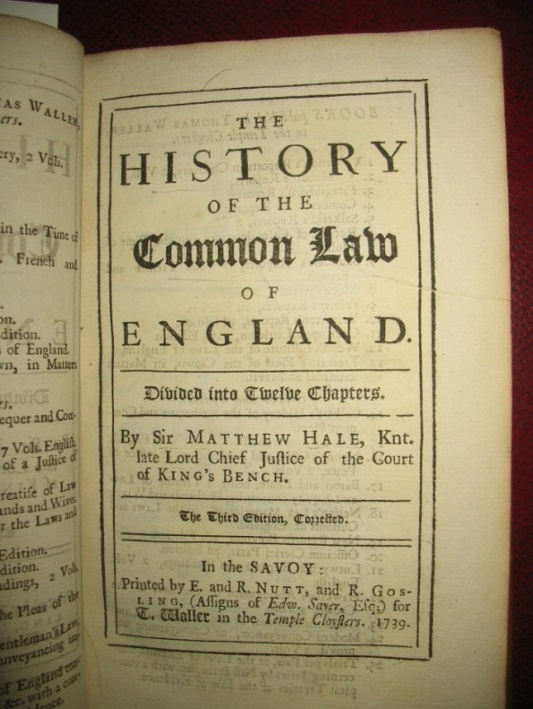 AS WALLER,
ers.
ery, 2 Vols.
in the Time of
French and
on.
dition.
s of England.
wn, in Matters
rs.
equer and Com-
7 Vols. Engliſh.
of a Juſtice of
reatiſe of Law
ands and Wives.
r the Laws and
Edition.
dition.
dings, 2 Vols.
he Pleas of the
entleman's Law,
onveyancing
of England
&c. with a
THE
HISTORY
OF THE
Common Law
OF
ENGLAND.
Divided into Twelve Chapters.
By Sir MATTHEW HALE, Knt.
late Lord Chief Juſtice of the Court
of KING's BENCH.
The Third Edition, Corrected.
In the SAVOY:
Printed by E. and R. NUTT, and R. GOS-
LING, (Aſſigns of Edw. Sayer, Eſq;) for
T. Waller in the Temple Cloyſters. 1739.